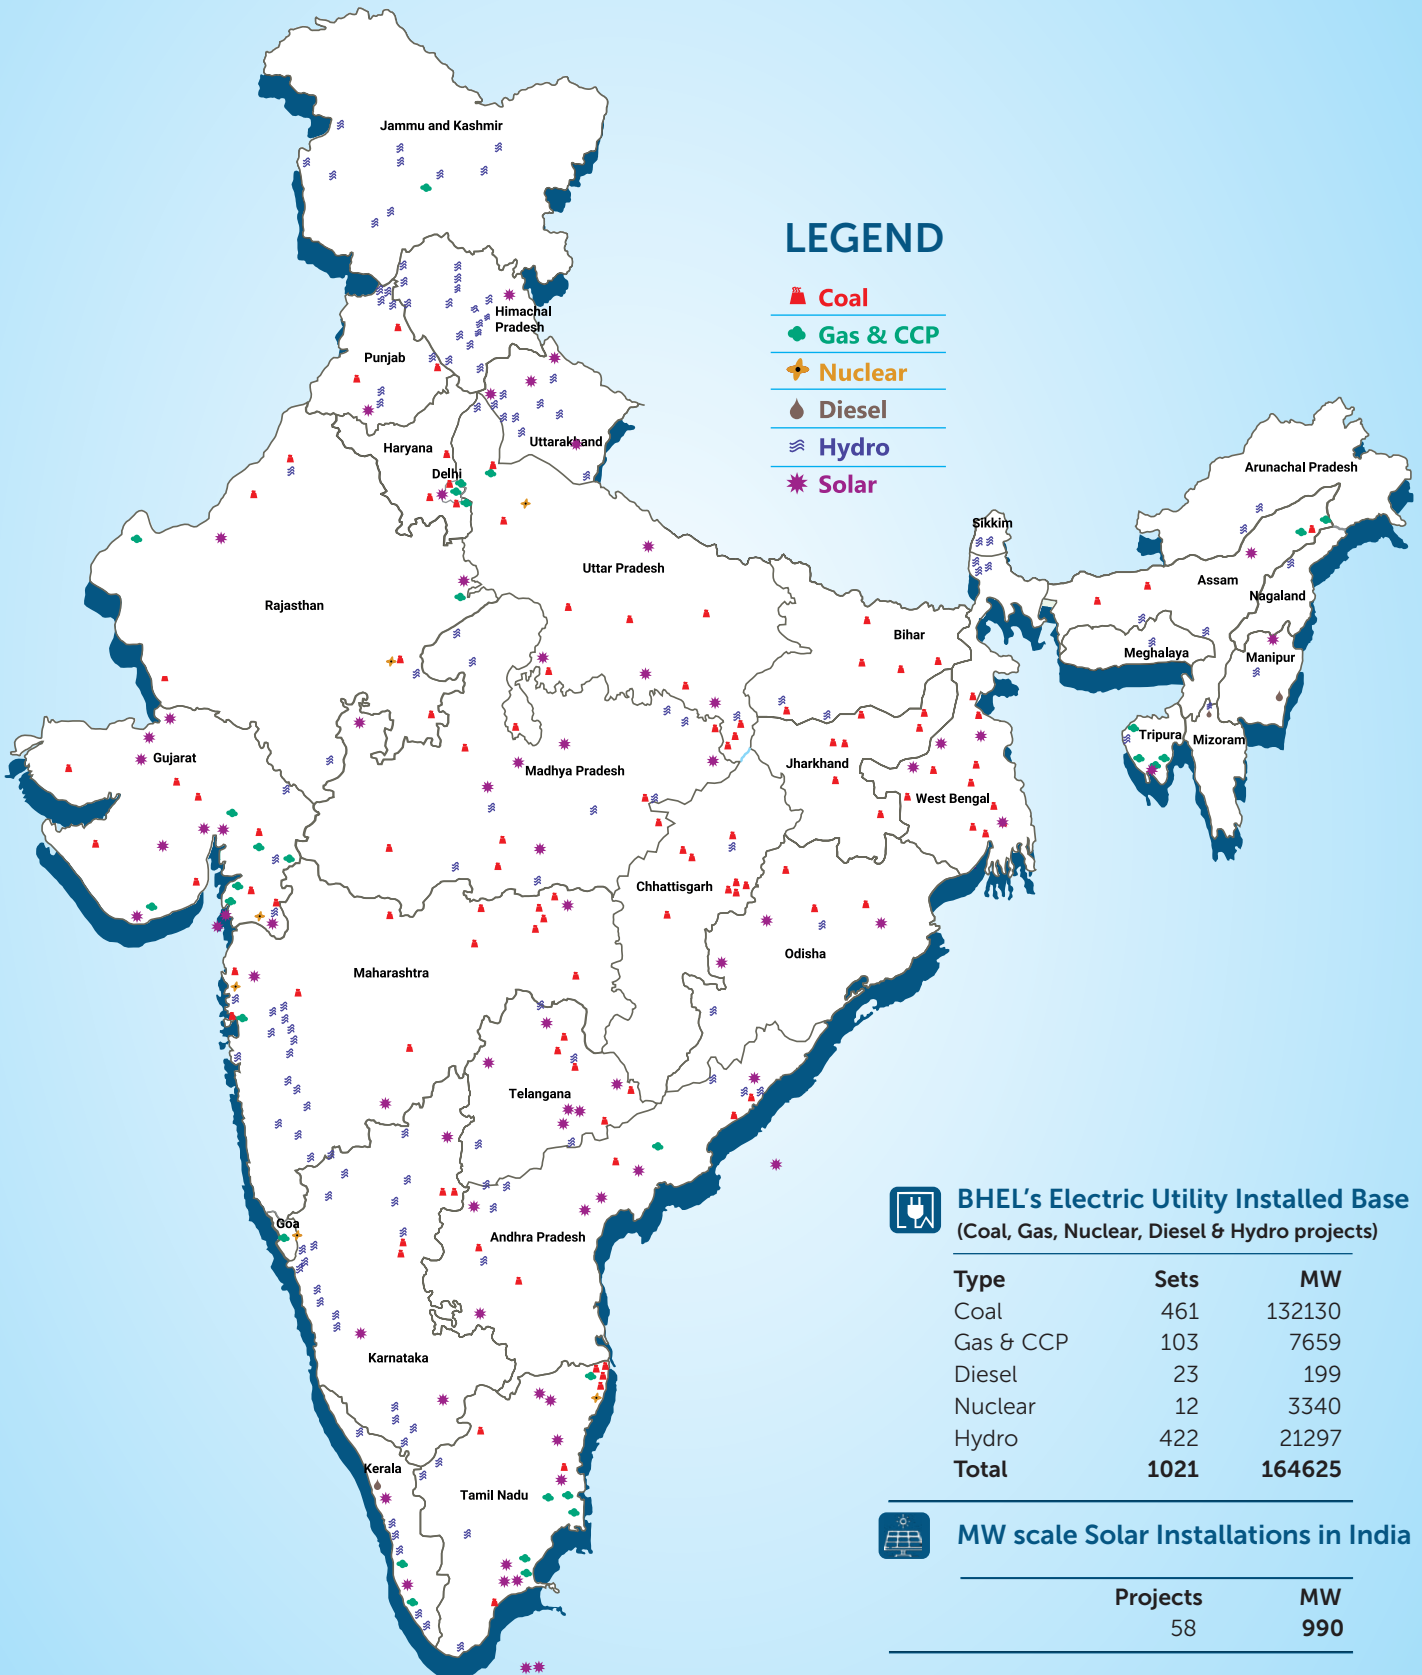 Jammu and Kashmir
LEGEND
Coal
Gas & CCP
Nuclear
Diesel
Hydro
Solar
Himachal
Pradesh
Punjab
Uttarakhand
Haryana
Delhi
Arunachal Pradesh
Sikkim
Uttar Pradesh
Assam
Nagaland
Rajasthan
Bihar
Meghalaya
Manipur
Tripura
Mizoram
Gujarat
Madhya Pradesh
Jharkhand
West Bengal
Chhattisgarh
Odisha
Maharashtra
Telangana
Goa
Andhra Pradesh
Karnataka
Kerala
Tamil Nadu
BHEL's Electric Utility Installed Base
(Coal, Gas, Nuclear, Diesel & Hydro projects)
Type Sets MW
Coal 461 132130
Gas & CCP 103 7659
Diesel 23 199
Nuclear 12 3340
Hydro 422 21297
Total 1021 164625
MW scale Solar Installations in India
Projects MW
58 990